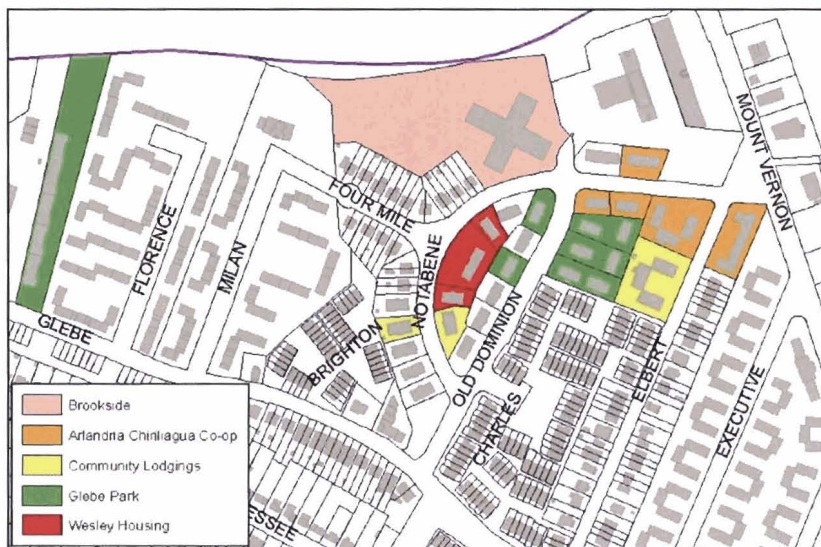 MOUNT VERNON
FOUR MILE
FLORENCE
MILAN
NOTABENE
GLEBE
BRIGHTON
OLD DOMINION
ELBERT
EXECUTIVE
CHARLES
ESSEE
Brookside
Arlandria Chirilagua Co-op
Community Lodgings
Glebe Park
Wesley Housing